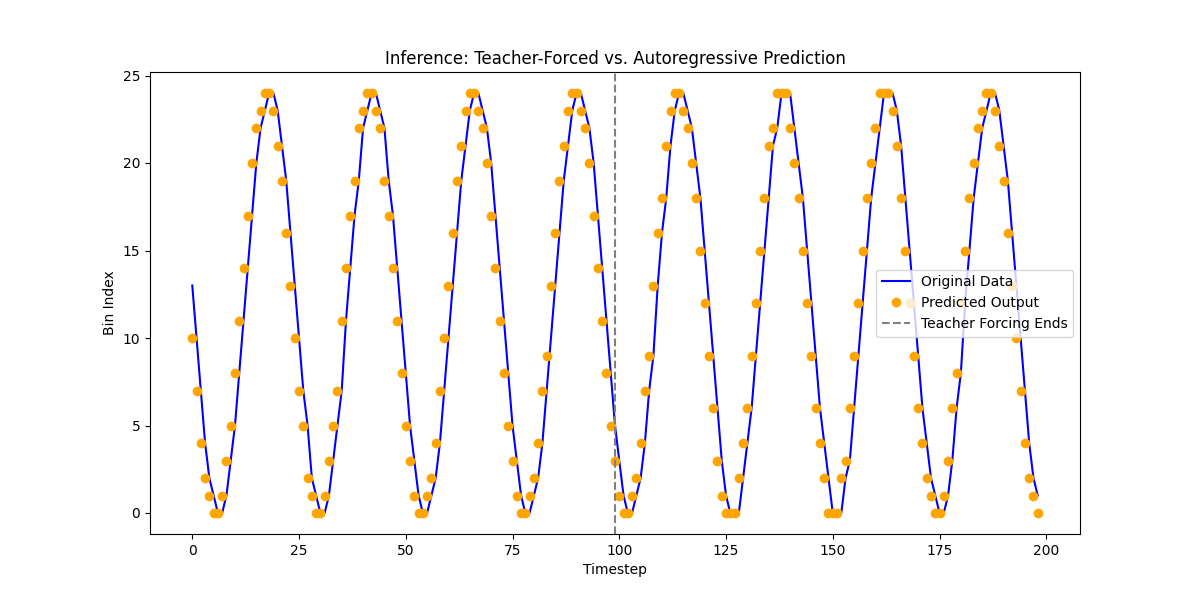 Inference: Teacher-Forced vs. Autoregressive Prediction
Bin Index
25
20
15
10
5
0
Original Data
Predicted Output
Teacher Forcing Ends
0 25 50 75 100 125 150 175 200
Timestep